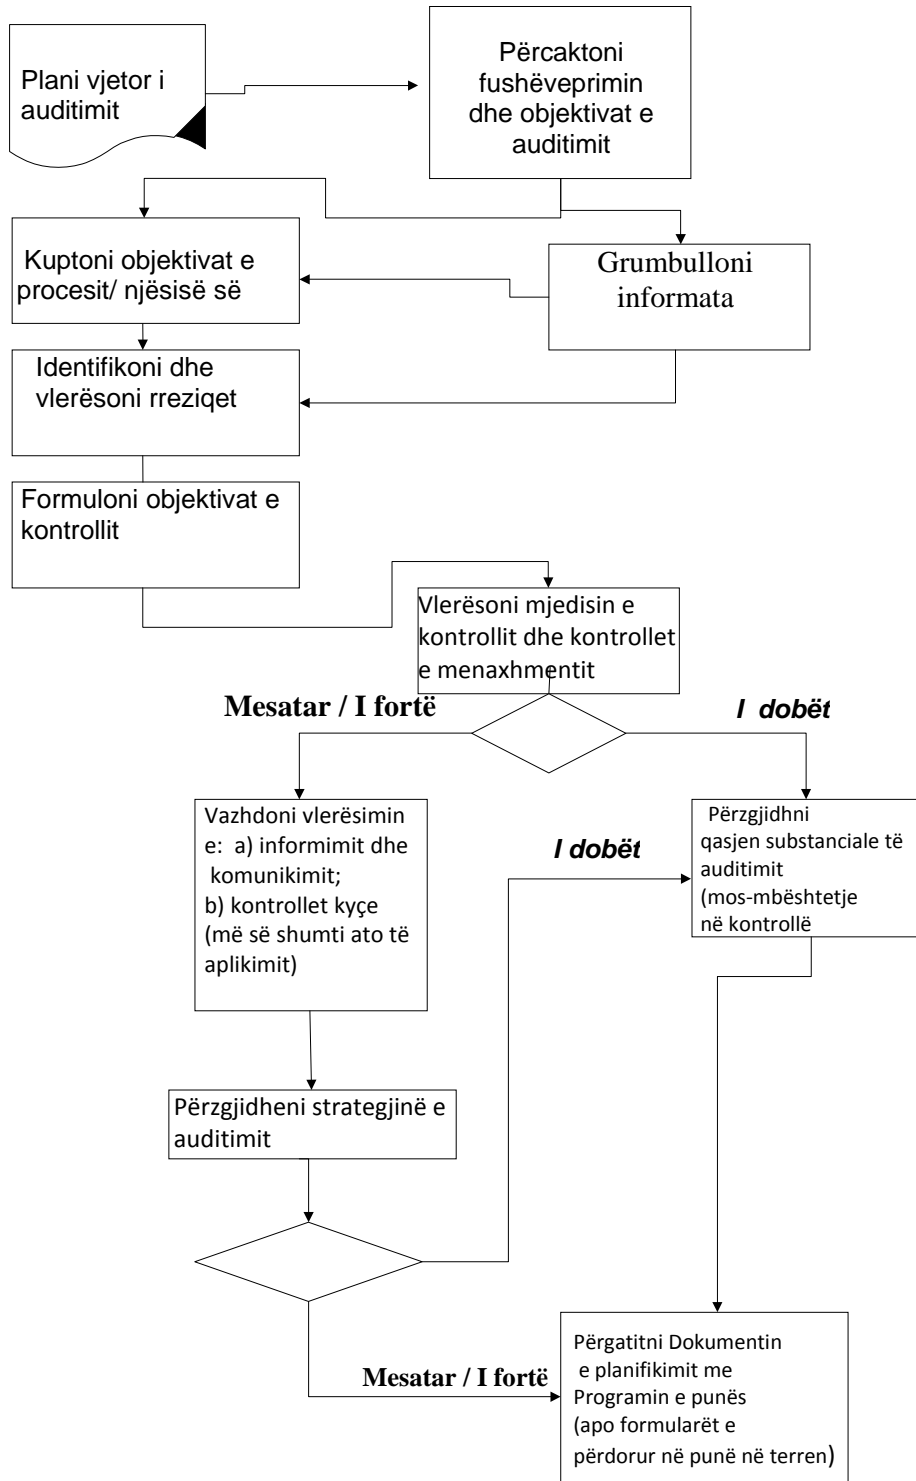 Plani vjetor i
auditimit
Përcaktoni
fushëveprimin
dhe objektivat e
auditimit
Kuptoni objektivat e
procesit/ njësisë së
Grumbulloni
informata
Identifikoni dhe
vlerësoni rreziqet
Formuloni objektivat e
kontrollit
Vlerësoni mjedisin e
kontrollit dhe kontrollet
e menaxhmentit
Mesatar / I fortë
I dobët
Vazhdoni vlerësimin
e: a) informimit dhe
komunikimit;
b) kontrollet kyçe
(më së shumti ato të
aplikimit)
I dobët
Përzgjidhni
qasjen substanciale të
auditimit
(mos-mbështetje
në kontrollë
Përzgjidheni strategjinë e
auditimit
Mesatar / I fortë
Përgatitni Dokumentin
e planifikimit me
Programin e punës
(apo formularët e
përdorur në punë në terren)